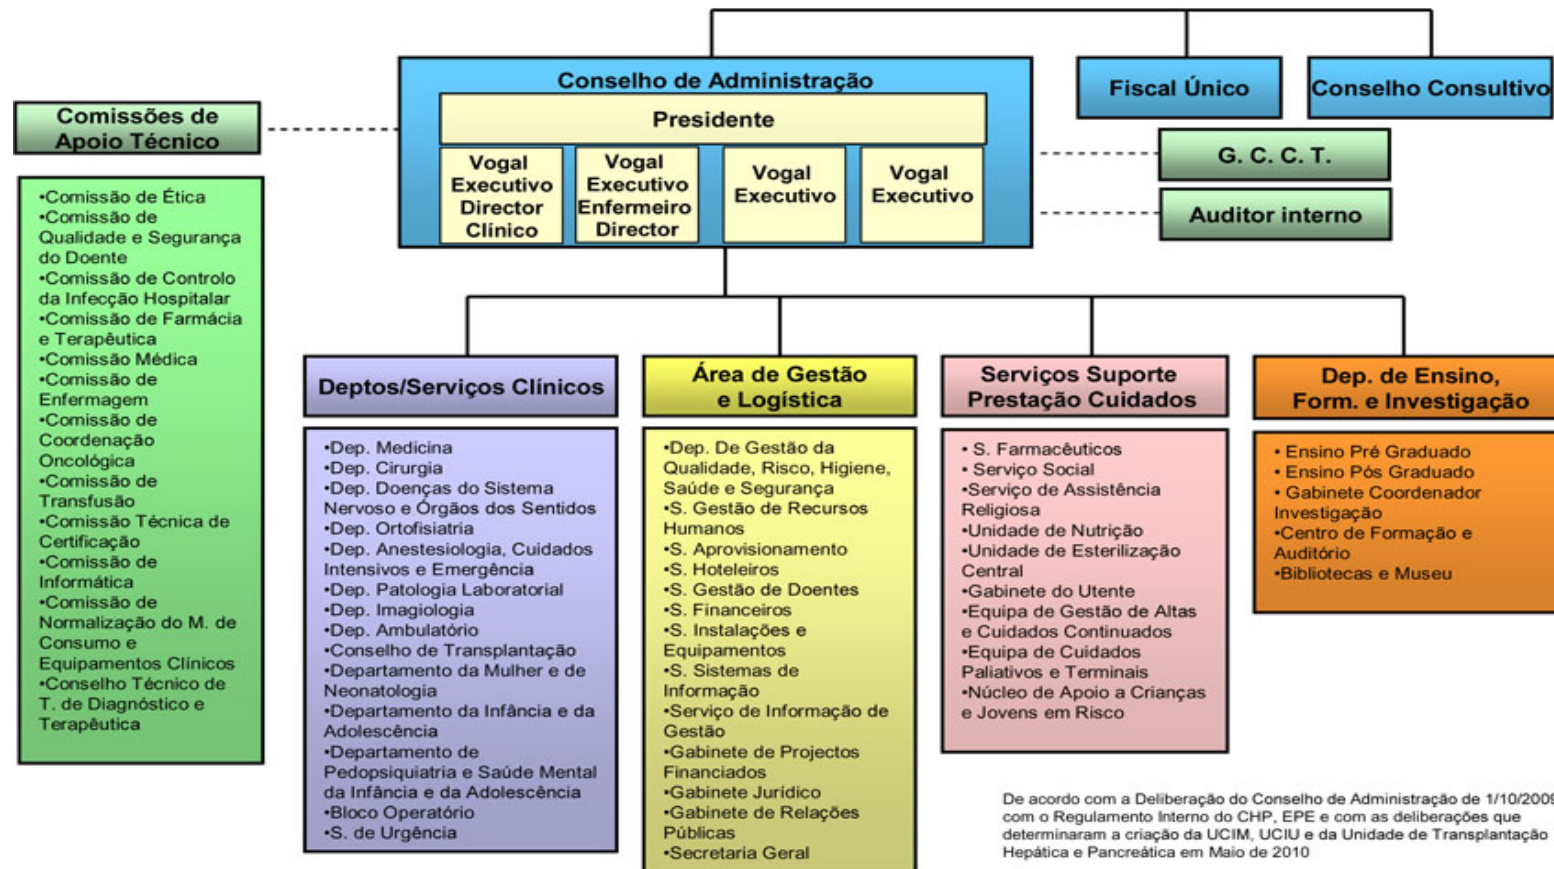 Conselho de Administração
Presidente
Vogal
Executivo
Director
Clínico
Vogal
Executivo
Enfermeiro
Director
Vogal
Executivo
Vogal
Executivo
Fiscal Único
Conselho Consultivo
G. C. C. T.
Auditor interno
Comissões de
Apoio Técnico
•Comissão de Ética
•Comissão de
Qualidade e Segurança
do Doente
•Comissão de Controlo
da Infecção Hospitalar
•Comissão de Farmácia
e Terapêutica
•Comissão Médica
•Comissão de
Enfermagem
•Comissão de
Coordenação
Oncológica
•Comissão de
Transfusão
•Comissão Técnica de
Certificação
•Comissão de
Informática
•Comissão de
Normalização do M. de
Consumo e
Equipamentos Clínicos
•Conselho Técnico de
T. de Diagnóstico e
Terapêutica
Deptos/Serviços Clínicos
•Dep. Medicina
•Dep. Cirurgia
•Dep. Doenças do Sistema
Nervoso e Órgãos dos Sentidos
•Dep. Ortofisiatria
•Dep. Anestesiologia, Cuidados
Intensivos e Emergência
•Dep. Patologia Laboratorial
•Dep. Imagiologia
•Dep. Ambulatório
•Conselho de Transplantação
•Departamento da Mulher e de
Neonatologia
•Departamento da Infância e da
Adolescência
•Departamento de
Pedopsiquiatria e Saúde Mental
da Infância e da Adolescência
•Bloco Operatório
•S. de Urgência
Área de Gestão
e Logística
•Dep. De Gestão da
Qualidade, Risco, Higiene,
Saúde e Segurança
•S. Gestão de Recursos
Humanos
•S. Aprovisionamento
•S. Hoteleiros
•S. Gestão de Doentes
•S. Financeiros
•S. Instalações e
Equipamentos
•S. Sistemas de
Informação
•Serviço de Informação de
Gestão
•Gabinete de Projectos
Financiados
•Gabinete Jurídico
•Gabinete de Relações
Públicas
•Secretaria Geral
Serviços Suporte
Prestação Cuidados
• S. Farmacêuticos
• Serviço Social
•Serviço de Assistência
Religiosa
•Unidade de Nutrição
•Unidade de Esterilização
Central
•Gabinete do Utente
•Equipa de Gestão de Altas
e Cuidados Continuados
•Equipa de Cuidados
Paliativos e Terminais
•Núcleo de Apoio a Crianças
e Jovens em Risco
Dep. de Ensino,
Form. e Investigação
• Ensino Pré Graduado
• Ensino Pós Graduado
• Gabinete Coordenador
Investigação
•Centro de Formação e
Auditório
•Bibliotecas e Museu
De acordo com a Deliberação do Conselho de Administração de 1/10/2009
com o Regulamento Interno do CHP, EPE e com as deliberações que
determinaram a criação da UCIM, UCIU e da Unidade de Transplantação
Hepática e Pancreática em Maio de 2010